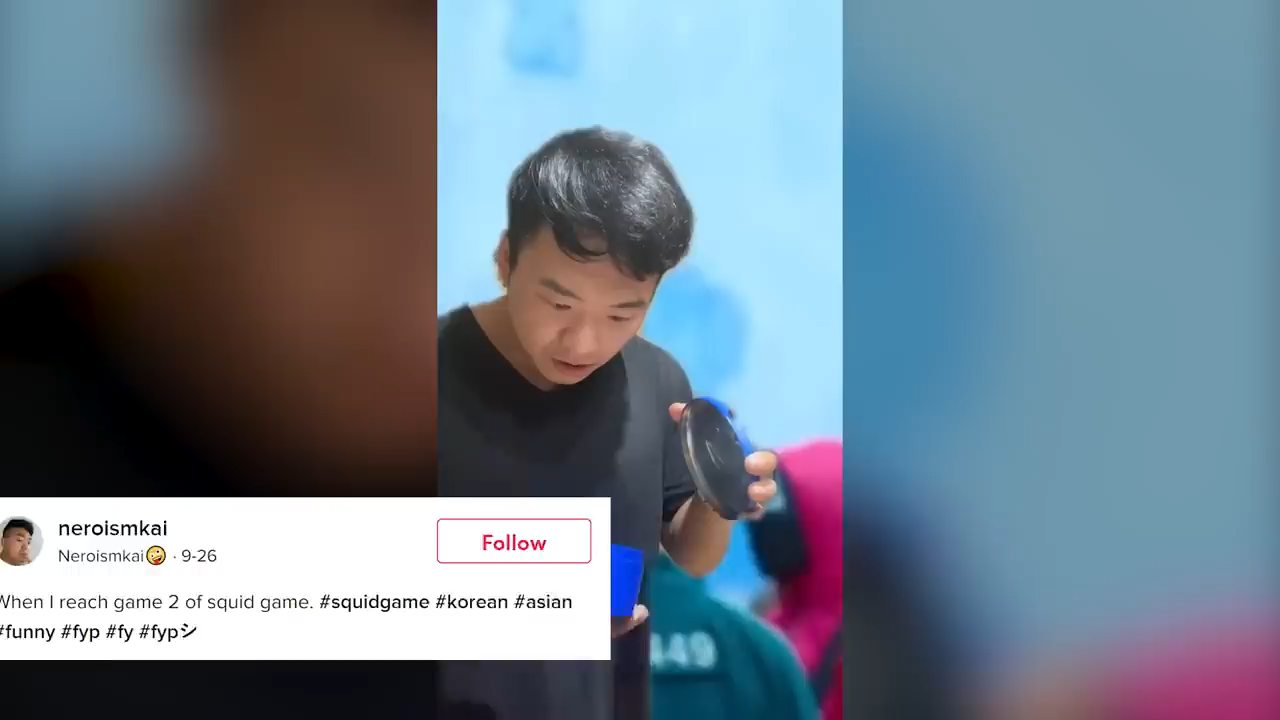 neroismkai
Neroismkai🤪 · 9-26
Follow
When I reach game 2 of squid game. #squidgame #korean #asian
#funny #fyp #fy #fypシ
449